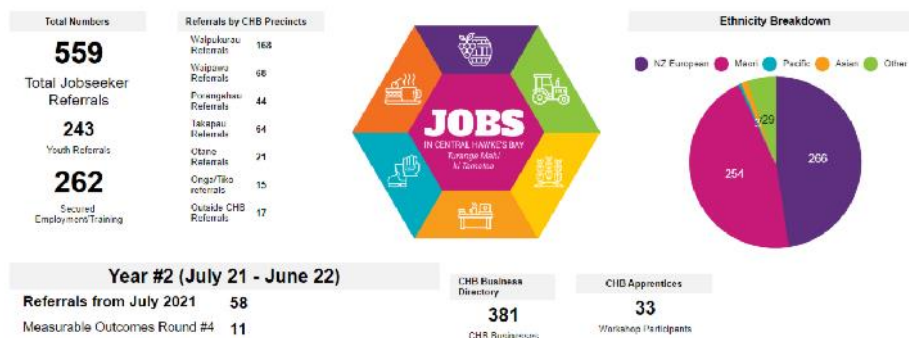 Total Numbers
559
Total Jobseeker
Referrals
243
Youth Referrals
262
Secured
Employment/Training
Referrals by CHB Precincts
Waipukurau
Referrals 168
Waipawa
Referrals 68
Porangahau
Referrals 44
Takapau
Referrals 64
Otane
Referrals 21
Onga/Tiko
referrals 15
Outside CHB
Referrals 17
JOBS
IN CENTRAL HAWKE'S BAY
Turanga Mahi
ki Tamatea
Ethnicity Breakdown
NZ European Maori Pacific Asian Other
29
266
254
Year #2 (July 21 - June 22)
Referrals from July 2021 58
Measurable Outcomes Round #4 11
CHB Business
Directory
381
CHB Businesses
CHB Apprentices
33
Workshop Participants